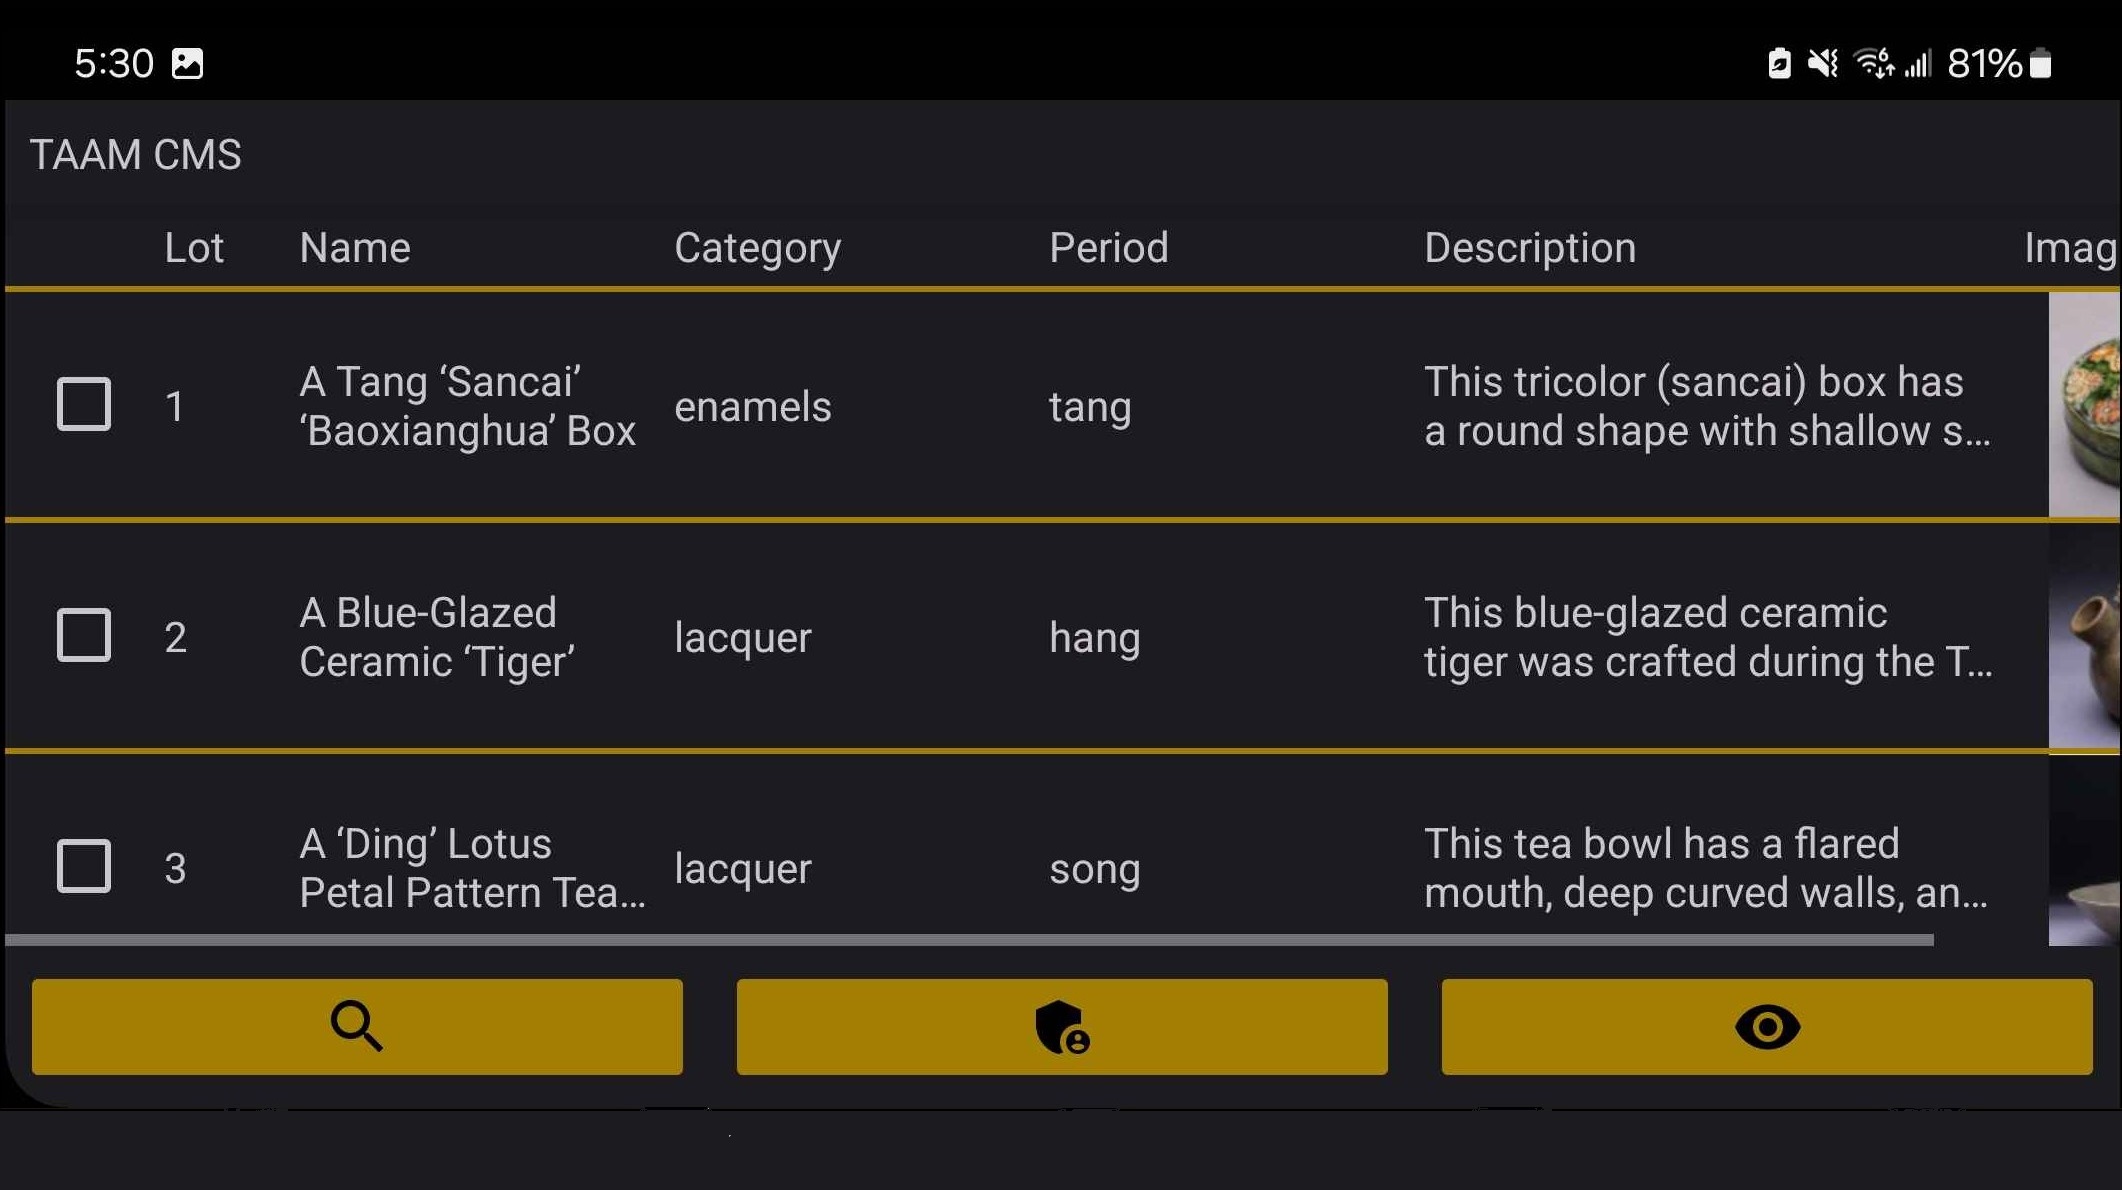 5:30 81%
TAAM CMS
Lot Name Category Period Description Imag
1 A Tang ‘Sancai’ ‘Baoxianghua’ Box enamels tang This tricolor (sancai) box has a round shape with shallow s...
2 A Blue-Glazed Ceramic ‘Tiger’ lacquer hang This blue-glazed ceramic tiger was crafted during the T...
3 A ‘Ding’ Lotus Petal Pattern Tea... lacquer song This tea bowl has a flared mouth, deep curved walls, an...